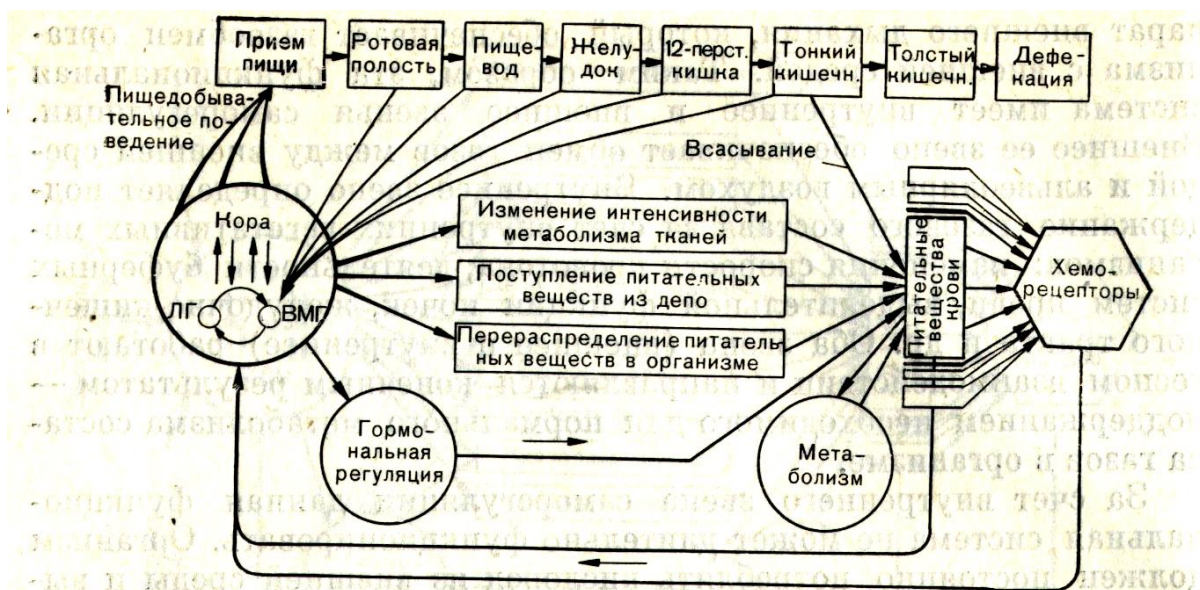 Прием
пищи
Ротовая
полость
Пище-
вод
Желу-
док
12-перст.
кишка
Тонкий
кишечн.
Толстый
кишечн.
Дефе-
кация
Пищедобыва-
тельное по-
ведение
Всасывание
Кора
ЛГ
ВМГ
Изменение интенсивности
метаболизма тканей
Поступление питательных
веществ из депо
Перераспределение питатель-
ных веществ в организме
Питательные
вещества
крови
Хемо-
рецепторы
Гормо-
нальная
регуляция
Мета-
болизм